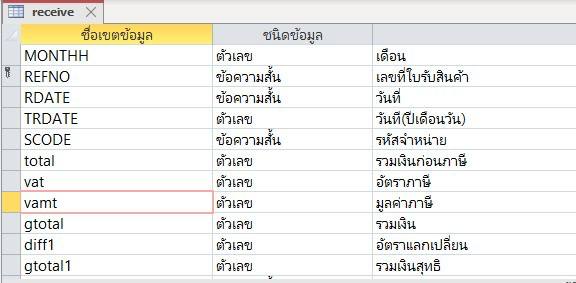 receive
ชื่อเขตข้อมูล ชนิดข้อมูล
MONTHH ตัวเลข เดือน
REFNO ข้อความสั้น เลขที่ใบรับสินค้า
RDATE ข้อความสั้น วันที่
TRDATE ตัวเลข วันที(ปีเดือนวัน)
SCODE ข้อความสั้น รหัสจำหน่าย
total ตัวเลข รวมเงินก่อนภาษี
vat ตัวเลข อัตราภาษี
vamt ตัวเลข มูลค่าภาษี
gtotal ตัวเลข รวมเงิน
diff1 ตัวเลข อัตราแลกเปลี่ยน
gtotal1 ตัวเลข รวมเงินสุทธิ